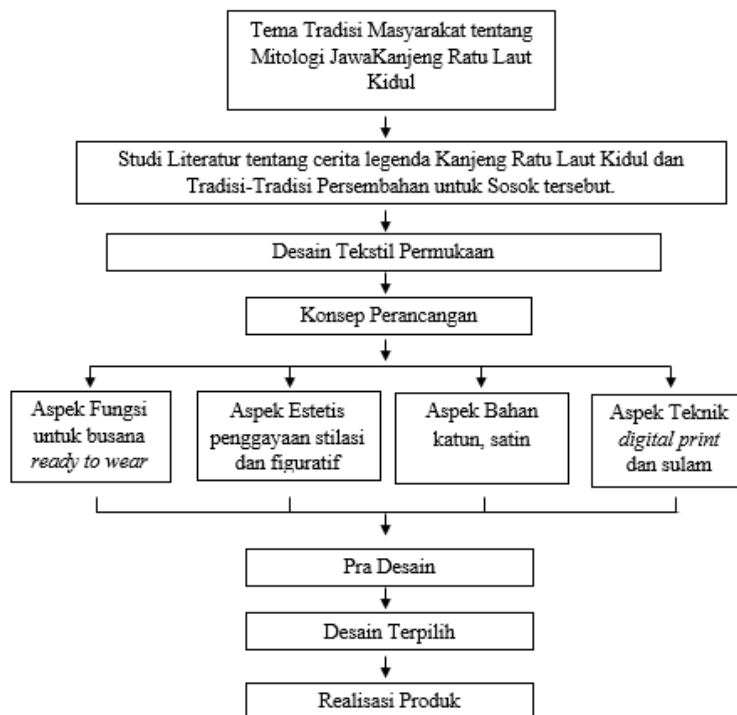 Tema Tradisi Masyarakat tentang
Mitologi JawaKanjeng Ratu Laut
Kidul
Studi Literatur tentang cerita legenda Kanjeng Ratu Laut Kidul dan
Tradisi-Tradisi Persembahan untuk Sosok tersebut.
Desain Tekstil Permukaan
Konsep Perancangan
Aspek Fungsi
untuk busana
ready to wear
Aspek Estetis
penggayaan stilasi
dan figuratif
Aspek Bahan
katun, satin
Aspek Teknik
digital print
dan sulam
Pra Desain
Desain Terpilih
Realisasi Produk